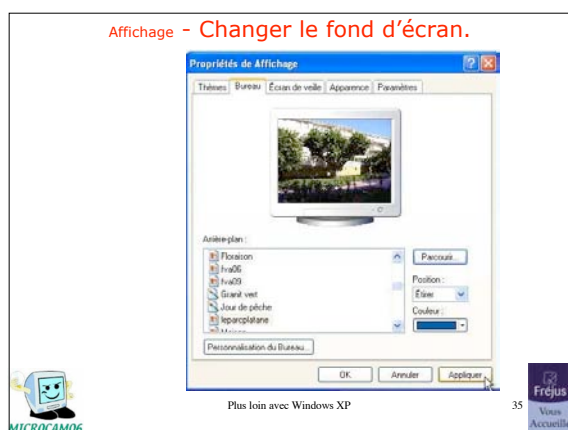 Affichage - Changer le fond d'écran.
Propriétés de Affichage
Thèmes Bureau Écran de veille Apparence Paramètres
Arrière-plan :
Floraison
fva06
fva09
Granit vert
Jour de pêche
leparcplatane
Parcourir...
Position :
Étirer
Couleur :
Personnalisation du Bureau...
OK Annuler Appliquer
Plus loin avec Windows XP
35
MICROCAM06
Fréjus
Vous
Accueille